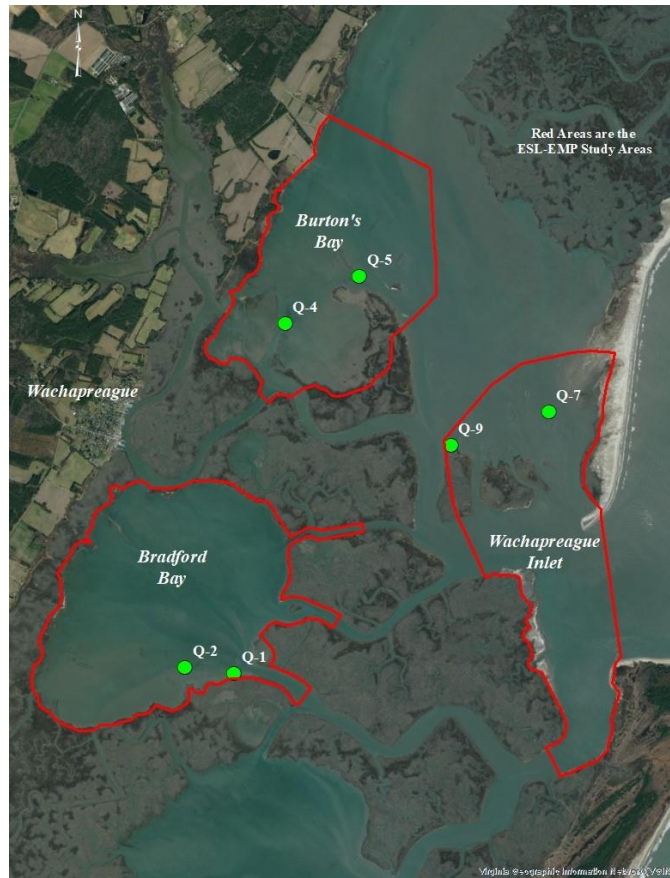 N
Red Areas are the
ESL-EMP Study Areas
Burton's
Bay
Q-5
Q-4
Wachapreague
Q-7
Q-9
Wachapreague
Inlet
Bradford
Bay
Q-2
Q-1
Virginia Geographic Information Network (VGIN)